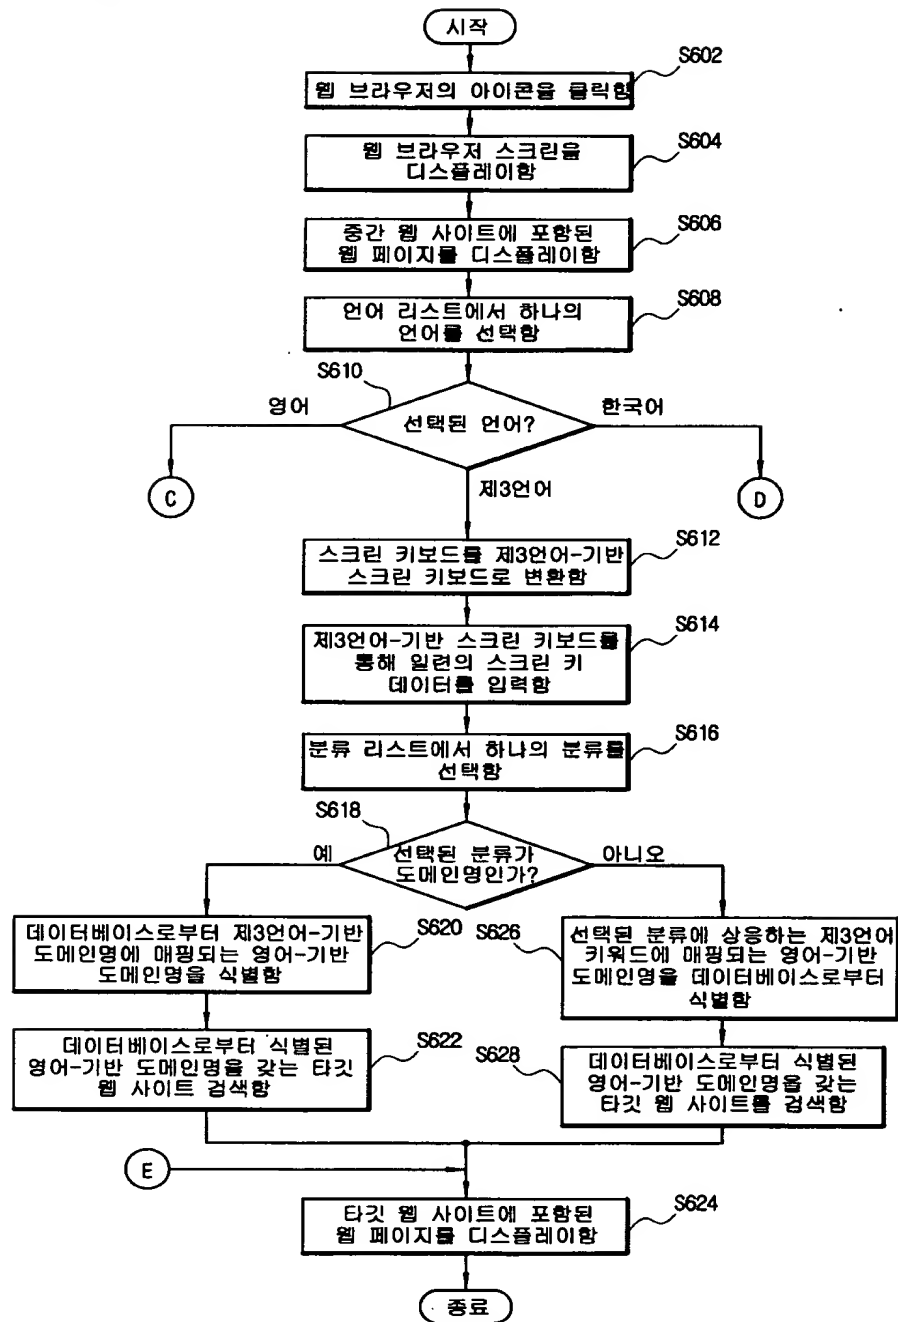 시작
S602
웹 브라우저의 아이콘을 클릭함
S604
웹 브라우저 스크린을
디스플레이함
S606
중간 웹 사이트에 포함된
웹 페이지를 디스플레이함
S608
언어 리스트에서 하나의
언어를 선택함
S610
영어
선택된 언어?
한국어
C
D
제3언어
S612
스크린 키보드를 제3언어-기반
스크린 키보드로 변환함
S614
제3언어-기반 스크린 키보드를
통해 일련의 스크린 키
데이터를 입력함
S616
분류 리스트에서 하나의 분류를
선택함
S618
예
선택된 분류가
도메인명인가?
아니오
데이터베이스로부터 제3언어-기반
도메인명에 매핑되는 영어-기반
도메인명을 식별함
S620
S626
선택된 분류에 상응하는 제3언어
키워드에 매핑되는 영어-기반
도메인명을 데이터베이스로부터
식별함
데이터베이스로부터 식별된
영어-기반 도메인명을 갖는 타깃
웹 사이트 검색함
S622
S628
데이터베이스로부터 식별된
영어-기반 도메인명을 갖는
타깃 웹 사이트를 검색함
E
S624
타깃 웹 사이트에 포함된
웹 페이지를 디스플레이함
종료